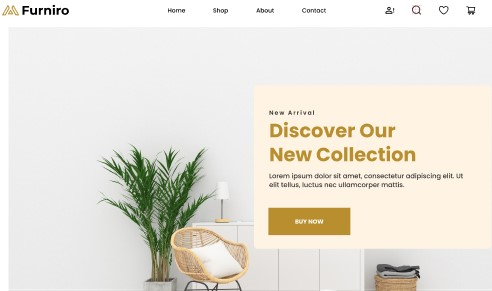 Furniro
Home Shop About Contact
New Arrival
Discover Our
New Collection
Lorem ipsum dolor sit amet, consectetur adipiscing elit. Ut
elit tellus, luctus nec ullamcorper mattis.
BUY NOW